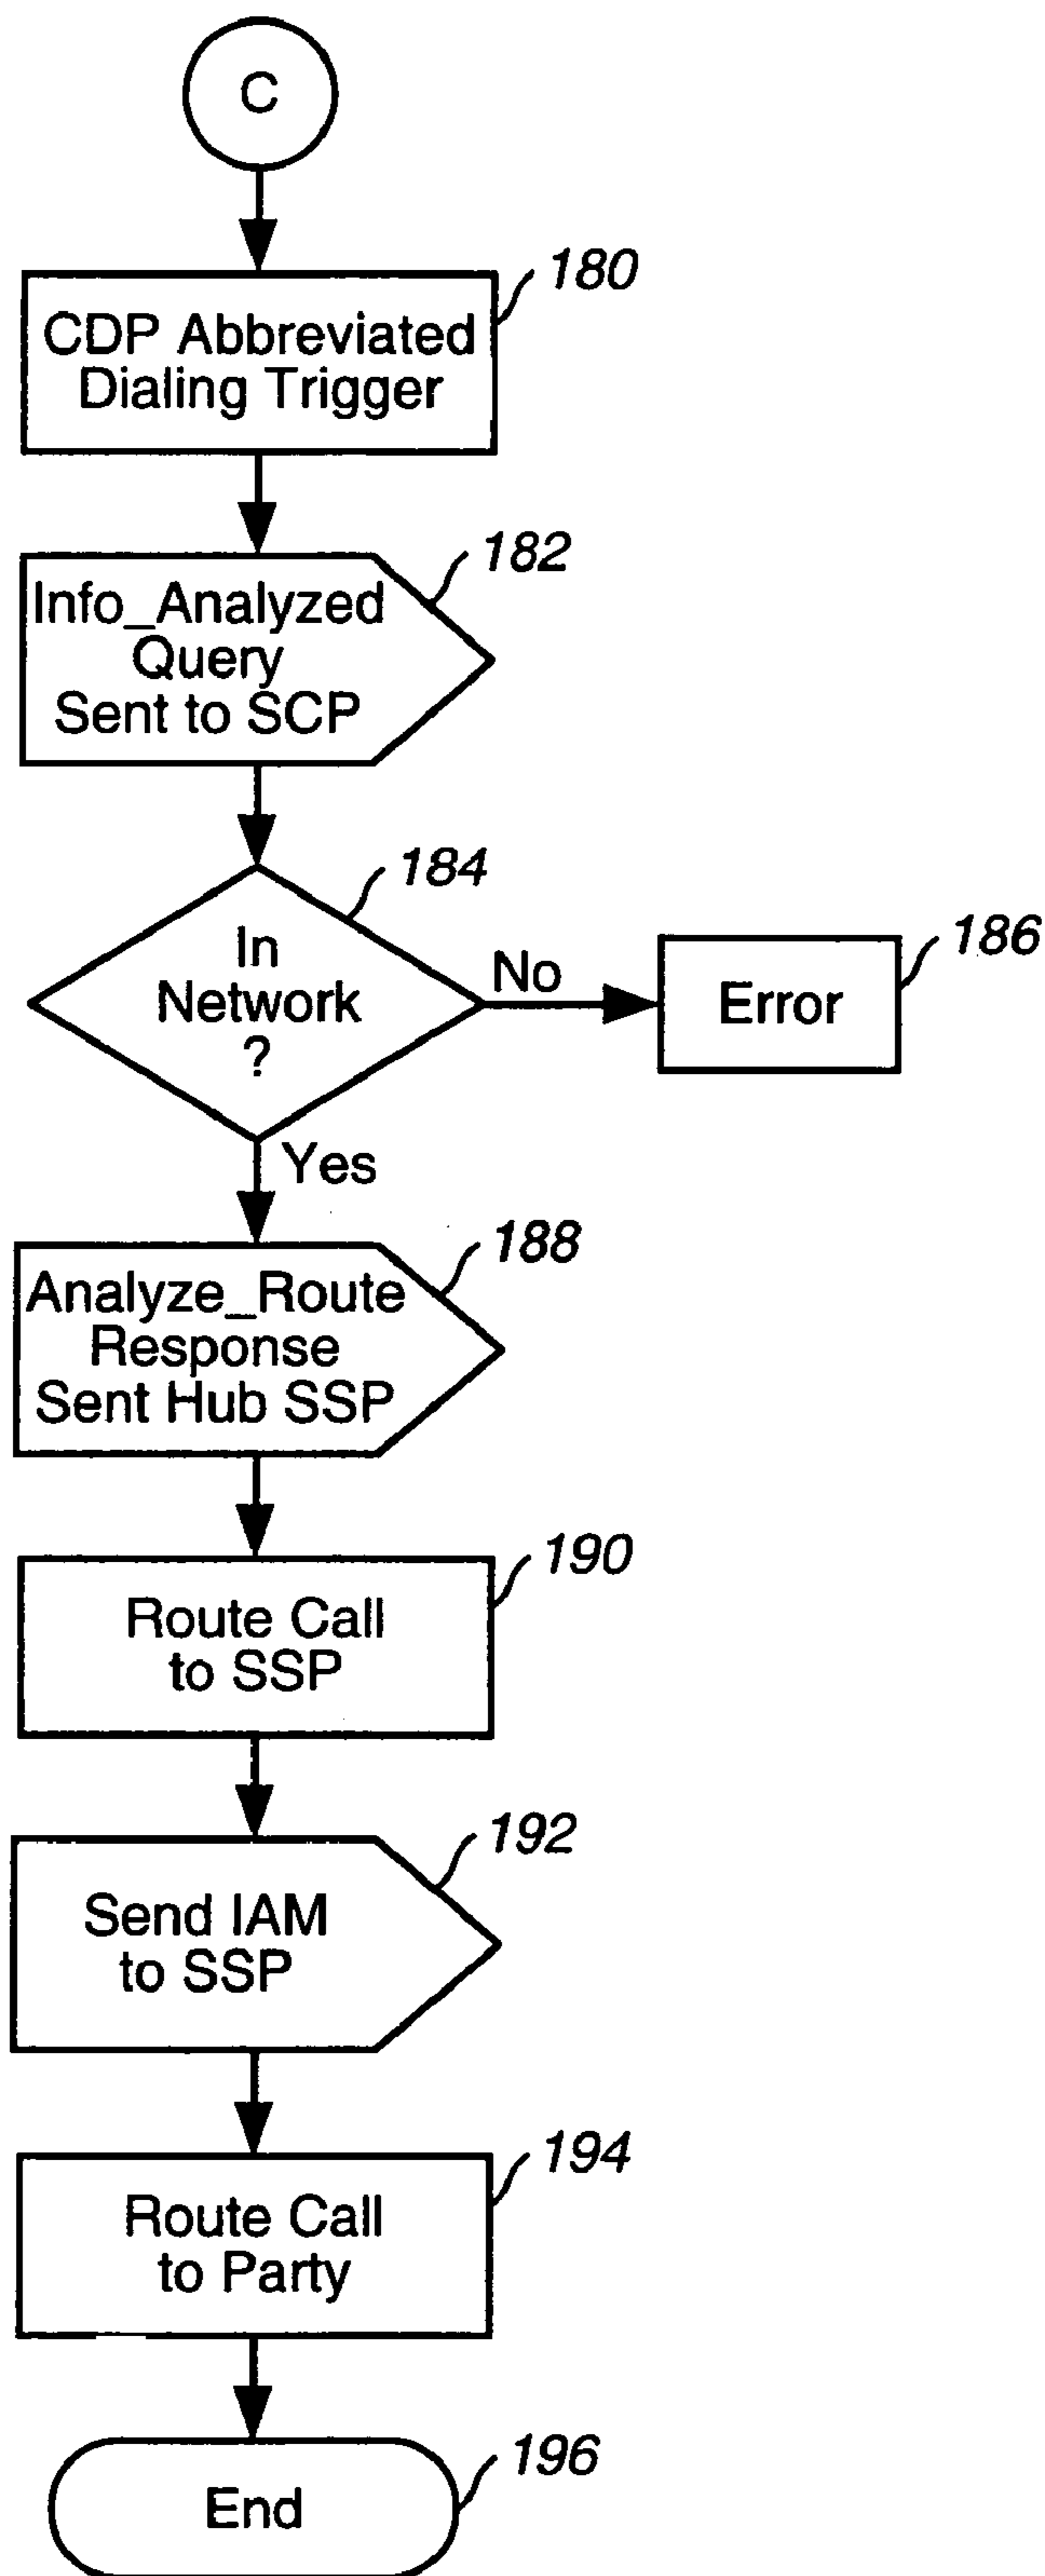 C
180
CDP Abbreviated
Dialing Trigger
182
Info_Analyzed
Query
Sent to SCP
184
In
Network
?
No
186
Error
Yes
188
Analyze_Route
Response
Sent Hub SSP
190
Route Call
to SSP
192
Send IAM
to SSP
194
Route Call
to Party
196
End